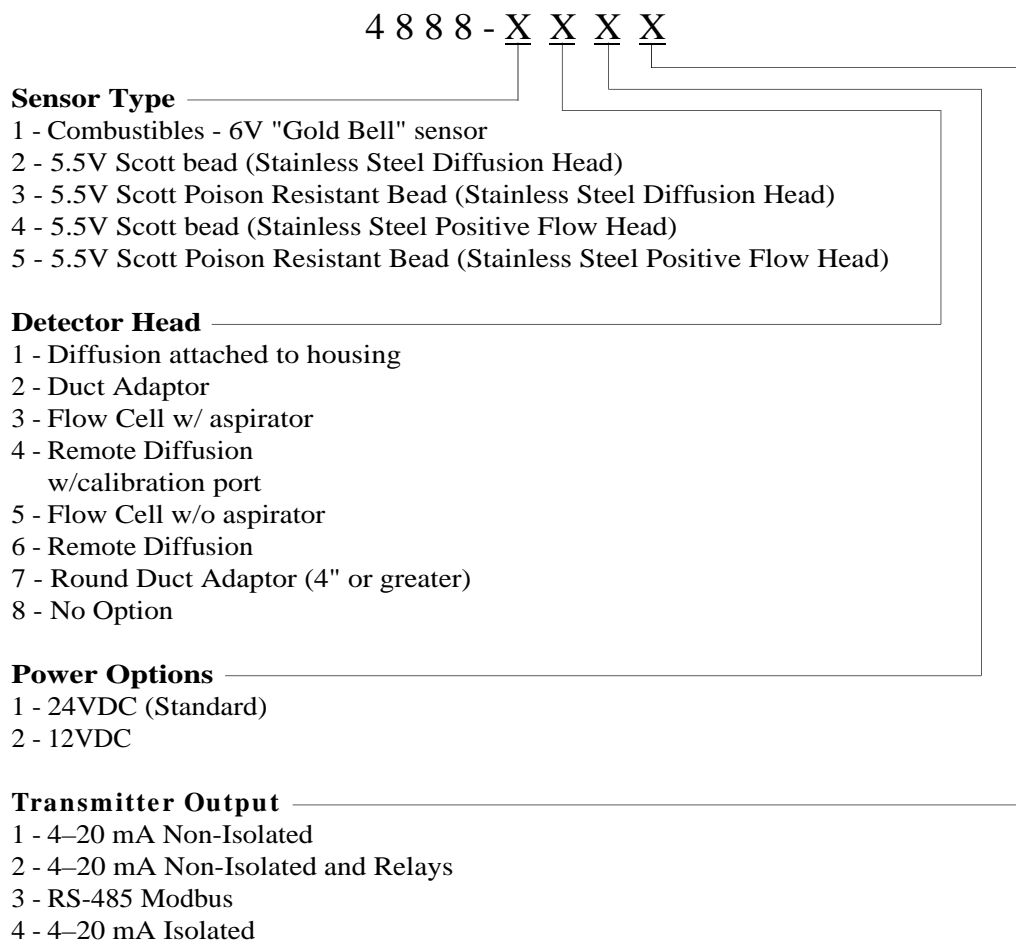 4 8 8 8 - X X X X
Sensor Type
1 - Combustibles - 6V "Gold Bell" sensor
2 - 5.5V Scott bead (Stainless Steel Diffusion Head)
3 - 5.5V Scott Poison Resistant Bead (Stainless Steel Diffusion Head)
4 - 5.5V Scott bead (Stainless Steel Positive Flow Head)
5 - 5.5V Scott Poison Resistant Bead (Stainless Steel Positive Flow Head)
Detector Head
1 - Diffusion attached to housing
2 - Duct Adaptor
3 - Flow Cell w/ aspirator
4 - Remote Diffusion
w/calibration port
5 - Flow Cell w/o aspirator
6 - Remote Diffusion
7 - Round Duct Adaptor (4" or greater)
8 - No Option
Power Options
1 - 24VDC (Standard)
2 - 12VDC
Transmitter Output
1 - 4–20 mA Non-Isolated
2 - 4–20 mA Non-Isolated and Relays
3 - RS-485 Modbus
4 - 4–20 mA Isolated